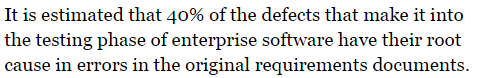 It is estimated that 40% of the defects that make it into
the testing phase of enterprise software have their root
cause in errors in the original requirements documents.